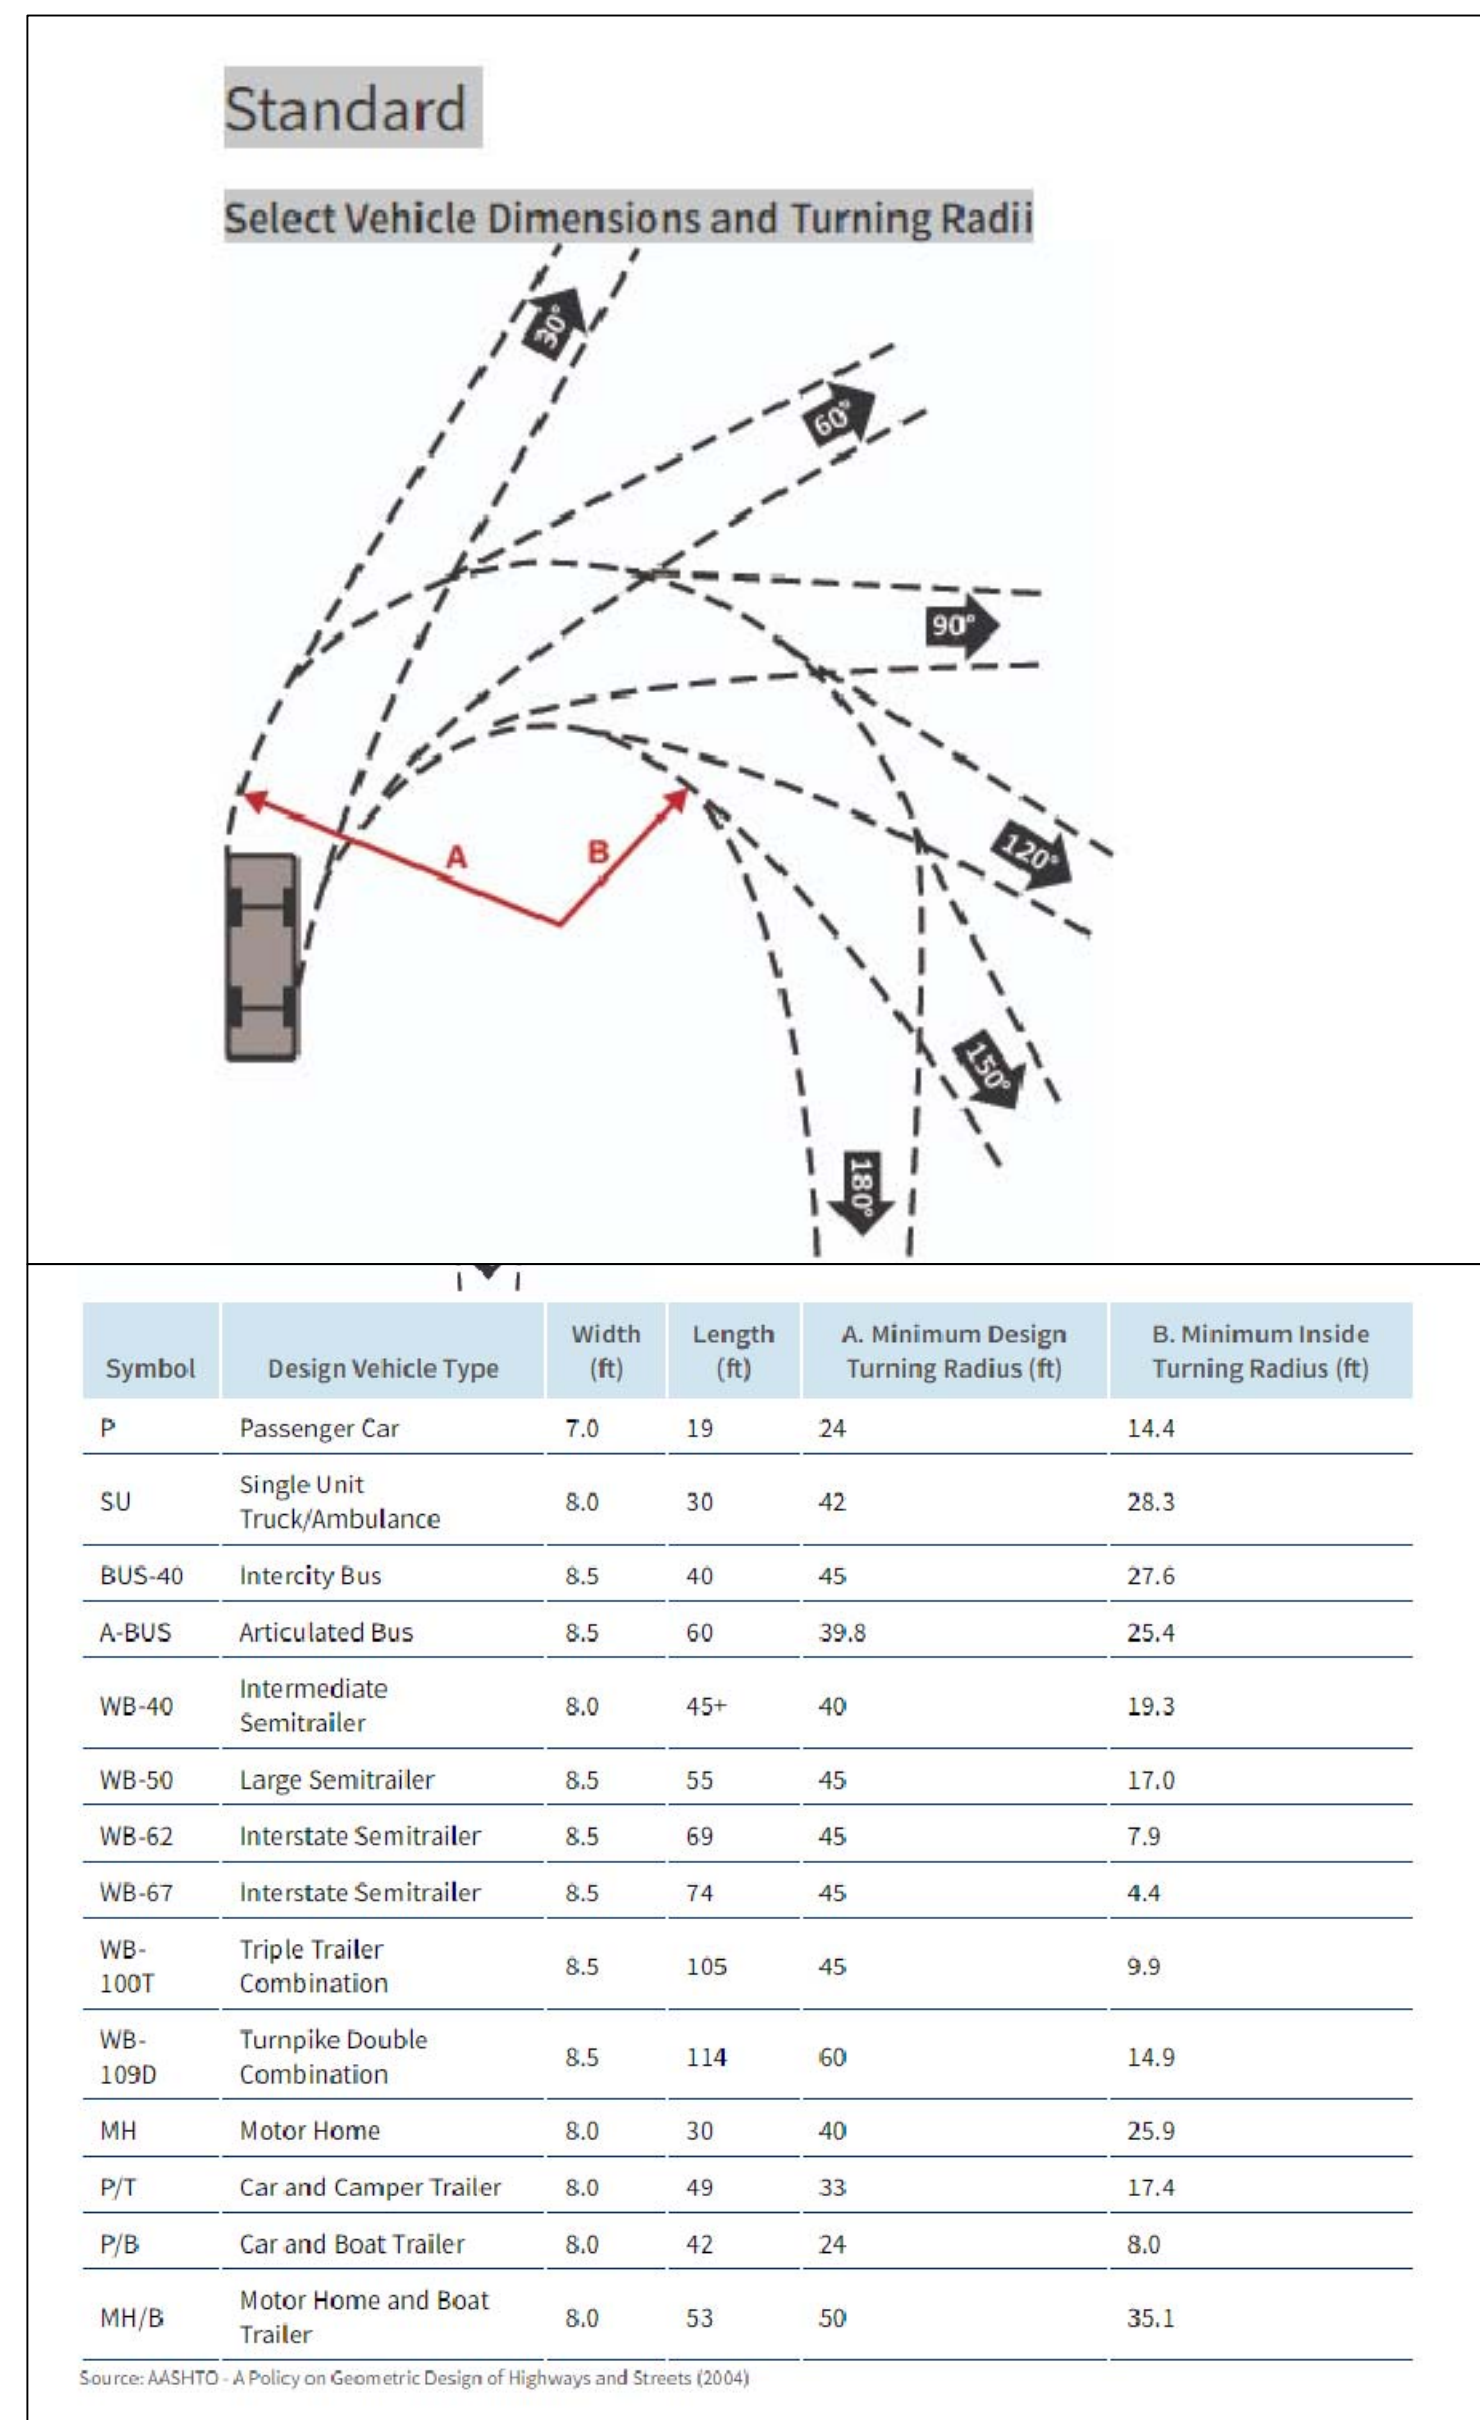 Standard
Select Vehicle Dimensions and Turning Radii
30°
60°
90°
A
B
120°
150°
180°
Symbol Design Vehicle Type Width (ft) Length (ft) A. Minimum Design Turning Radius (ft) B. Minimum Inside Turning Radius (ft)
P Passenger Car 7.0 19 24 14.4
SU Single Unit Truck/Ambulance 8.0 30 42 28.3
BUS-40 Intercity Bus 8.5 40 45 27.6
A-BUS Articulated Bus 8.5 60 39.8 25.4
WB-40 Intermediate Semitrailer 8.0 45+ 40 19.3
WB-50 Large Semitrailer 8.5 55 45 17.0
WB-62 Interstate Semitrailer 8.5 69 45 7.9
WB-67 Interstate Semitrailer 8.5 74 45 4.4
WB-100T Triple Trailer Combination 8.5 105 45 9.9
WB-109D Turnpike Double Combination 8.5 114 60 14.9
MH Motor Home 8.0 30 40 25.9
P/T Car and Camper Trailer 8.0 49 33 17.4
P/B Car and Boat Trailer 8.0 42 24 8.0
MH/B Motor Home and Boat Trailer 8.0 53 50 35.1
Source: AASHTO - A Policy on Geometric Design of Highways and Streets (2004)